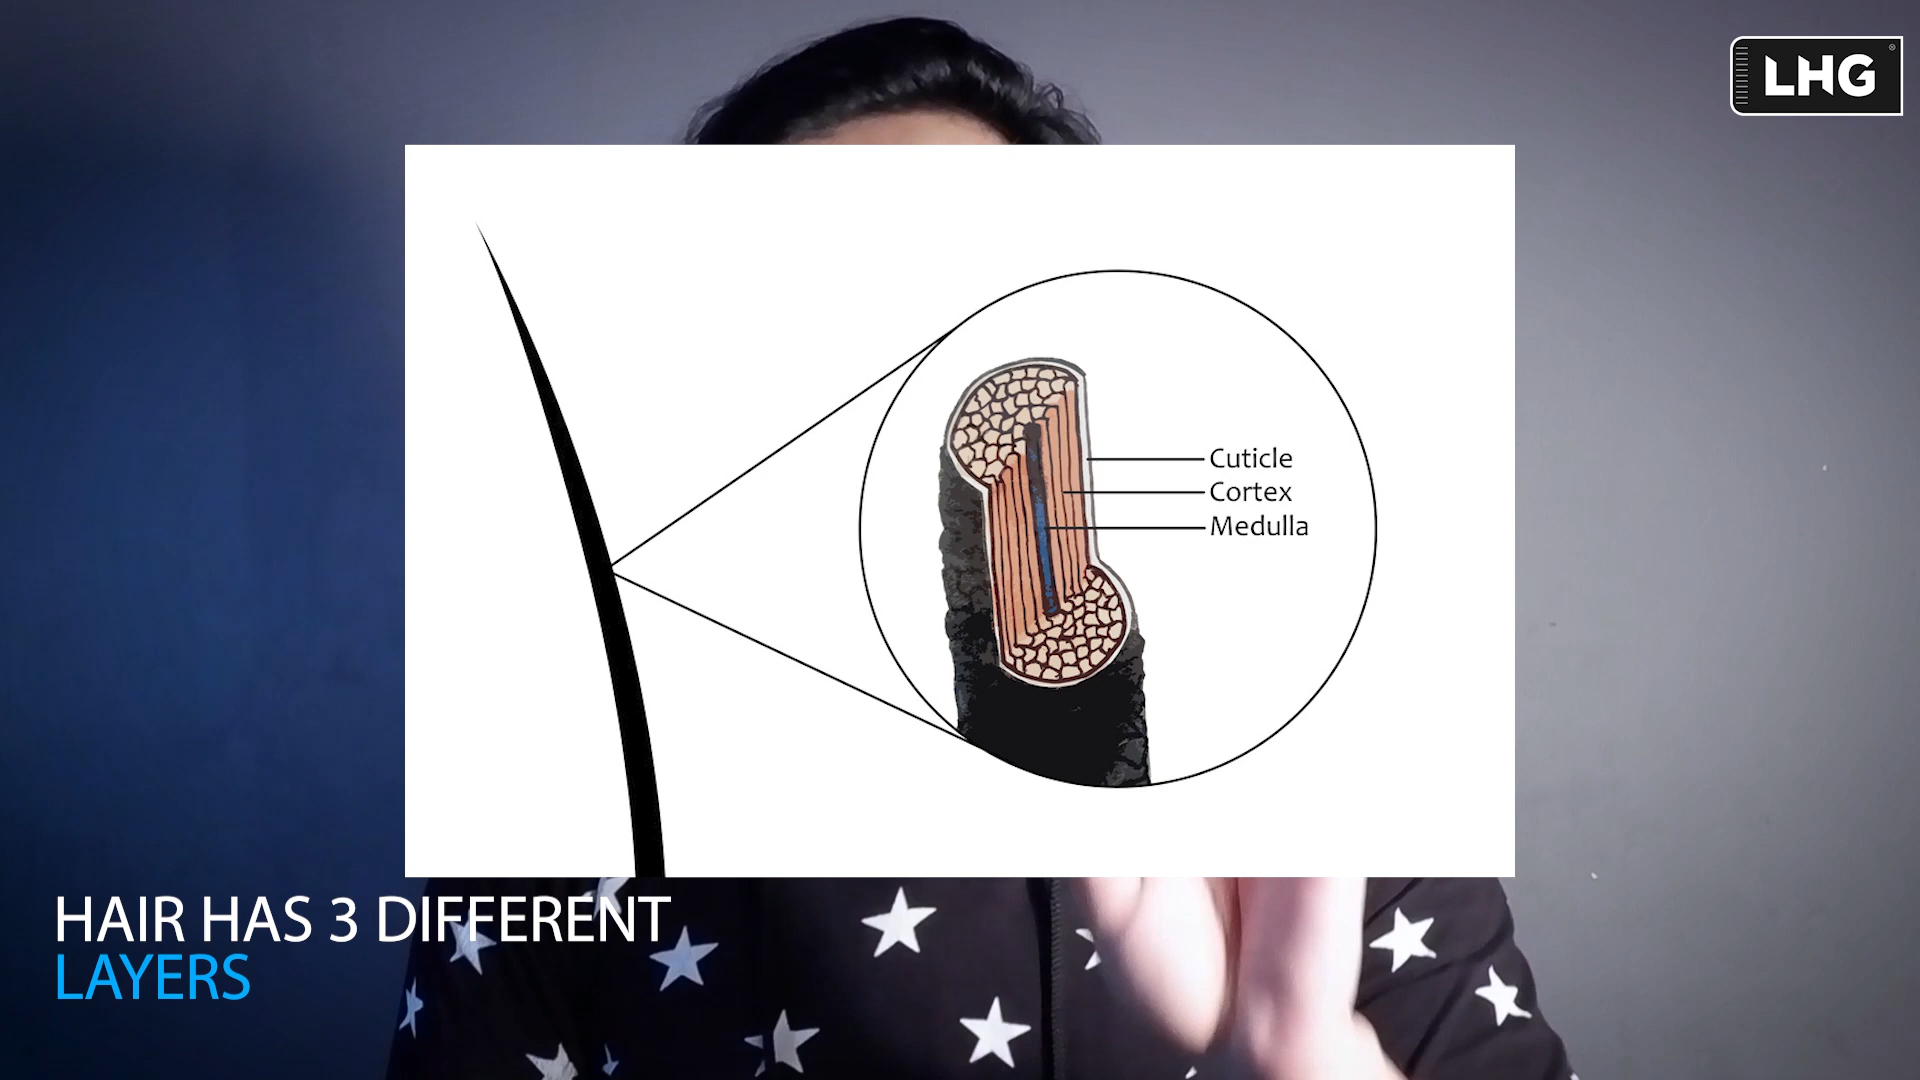 LHG
Cuticle
Cortex
Medulla
HAIR HAS 3 DIFFERENT
LAYERS